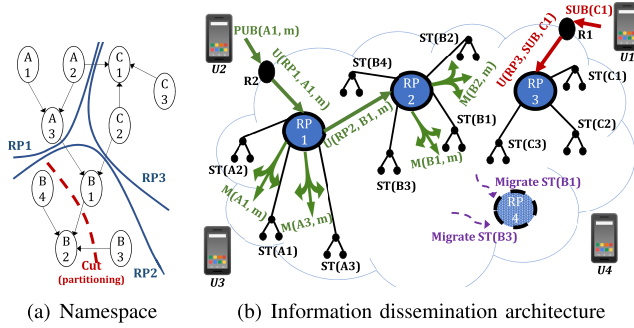 A
1
A
2
C
1
C
3
A
3
C
2
RP1
B
4
B
1
RP3
B
2
B
3
Cut
(partitioning)
RP2
(a) Namespace
U2
PUB(A1, m)
R2
U(RP1, A1, m)
ST(B4)
ST(B2)
SUB(C1)
R1
U1
U(RP3, SUB, C1)
RP
1
RP
2
RP
3
M(B2, m)
ST(C1)
U(RP2, B1, m)
ST(B1)
ST(C2)
ST(A2)
M(B1, m)
ST(C3)
M(A1, m)
M(A3, m)
ST(B3)
Migrate ST(B1)
RP
4
Migrate ST(B3)
ST(A1)
ST(A3)
U3
U4
(b) Information dissemination architecture